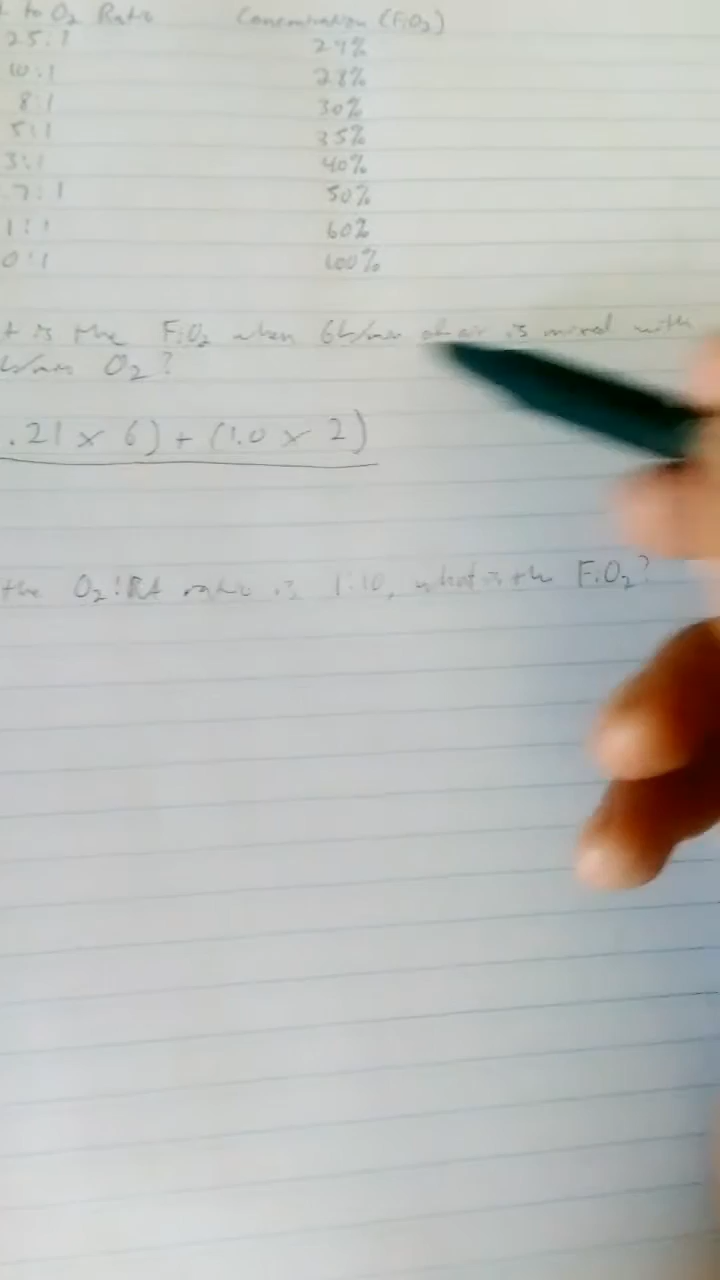 to O₂ Ratio Concentration (FiO₂)
25:1 24%
10:1 28%
8:1 30%
5:1 35%
3:1 40%
.7:1 50%
1:1 60%
0:1 100%
t is the FiO₂ when 6L/min of air is mixed with
L/min O₂?
.21 x 6) + (1.0 x 2)
the O₂:RA ratio is 1:10, what is the FiO₂?